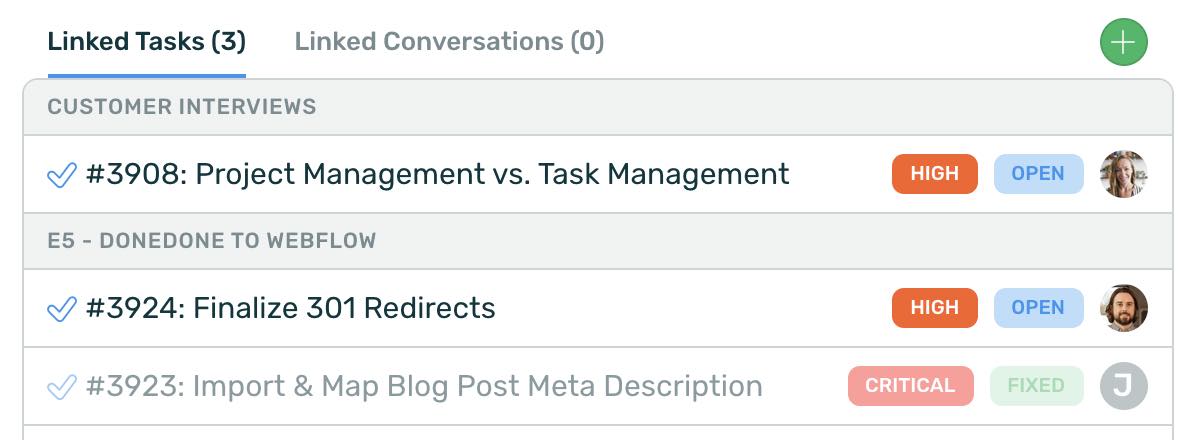 Linked Tasks (3) Linked Conversations (0)
CUSTOMER INTERVIEWS
#3908: Project Management vs. Task Management HIGH OPEN
E5 - DONEDONE TO WEBFLOW
#3924: Finalize 301 Redirects HIGH OPEN
#3923: Import & Map Blog Post Meta Description CRITICAL FIXED J